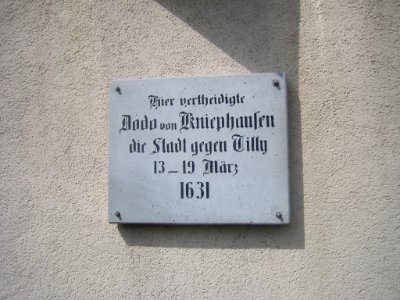 Hier vertheidigte
Dodo von Kniephausen
die Stadt gegen Tilly
13-19 März
1631